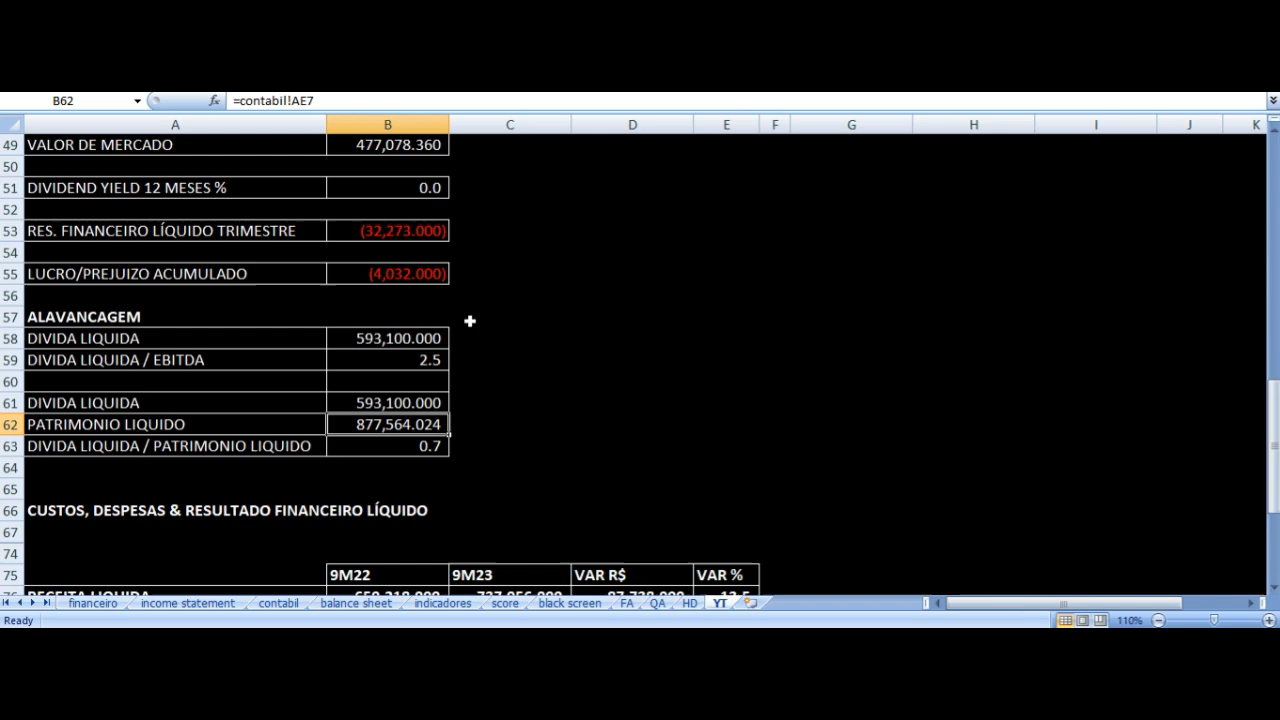 B62 fx =contabil!AE7
A B C D E F G H I J K
49 VALOR DE MERCADO 477,078.360
50
51 DIVIDEND YIELD 12 MESES % 0.0
52
53 RES. FINANCEIRO LÍQUIDO TRIMESTRE (32,273.000)
54
55 LUCRO/PREJUIZO ACUMULADO (4,032.000)
56
57 ALAVANCAGEM
58 DIVIDA LIQUIDA 593,100.000
59 DIVIDA LIQUIDA / EBITDA 2.5
60
61 DIVIDA LIQUIDA 593,100.000
62 PATRIMONIO LIQUIDO 877,564.024
63 DIVIDA LIQUIDA / PATRIMONIO LIQUIDO 0.7
64
65
66 CUSTOS, DESPESAS & RESULTADO FINANCEIRO LÍQUIDO
67
74
75 9M22 9M23 VAR R$ VAR %
financeiro income statement contabil balance sheet indicadores score black screen FA QA HD YT
Ready 110%